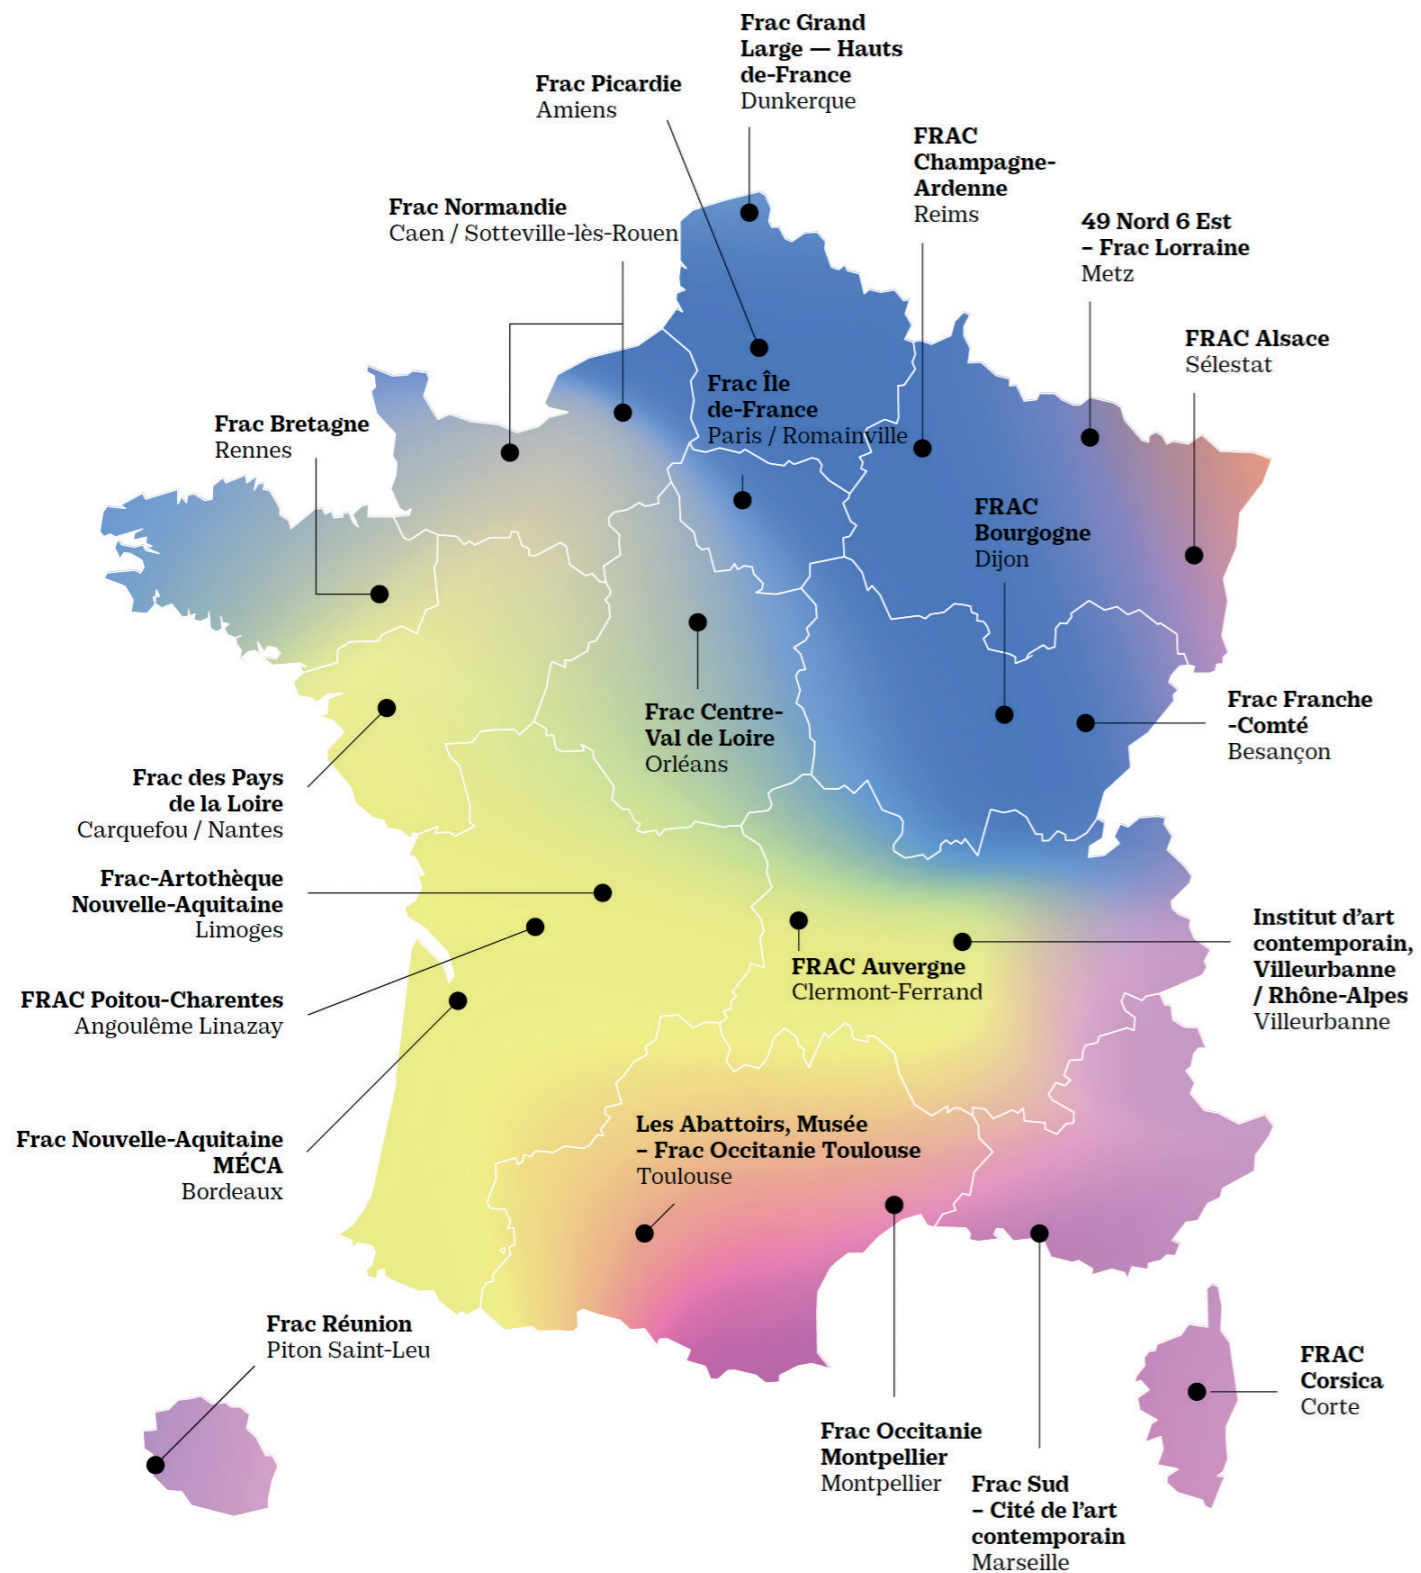 Frac Grand
Large — Hauts
de-France
Dunkerque
Frac Picardie
Amiens
FRAC
Champagne-
Ardenne
Reims
Frac Normandie
Caen / Sotteville-lès-Rouen
49 Nord 6 Est
– Frac Lorraine
Metz
FRAC Alsace
Sélestat
Frac Île
de-France
Paris / Romainville
Frac Bretagne
Rennes
FRAC
Bourgogne
Dijon
Frac Centre-
Val de Loire
Orléans
Frac Franche
-Comté
Besançon
Frac des Pays
de la Loire
Carquefou / Nantes
Frac-Artothèque
Nouvelle-Aquitaine
Limoges
Institut d’art
contemporain,
Villeurbanne
/ Rhône-Alpes
Villeurbanne
FRAC Auvergne
Clermont-Ferrand
FRAC Poitou-Charentes
Angoulême Linazay
Frac Nouvelle-Aquitaine
MÉCA
Bordeaux
Les Abattoirs, Musée
– Frac Occitanie Toulouse
Toulouse
Frac Réunion
Piton Saint-Leu
FRAC
Corsica
Corte
Frac Occitanie
Montpellier
Montpellier
Frac Sud
– Cité de l’art
contemporain
Marseille